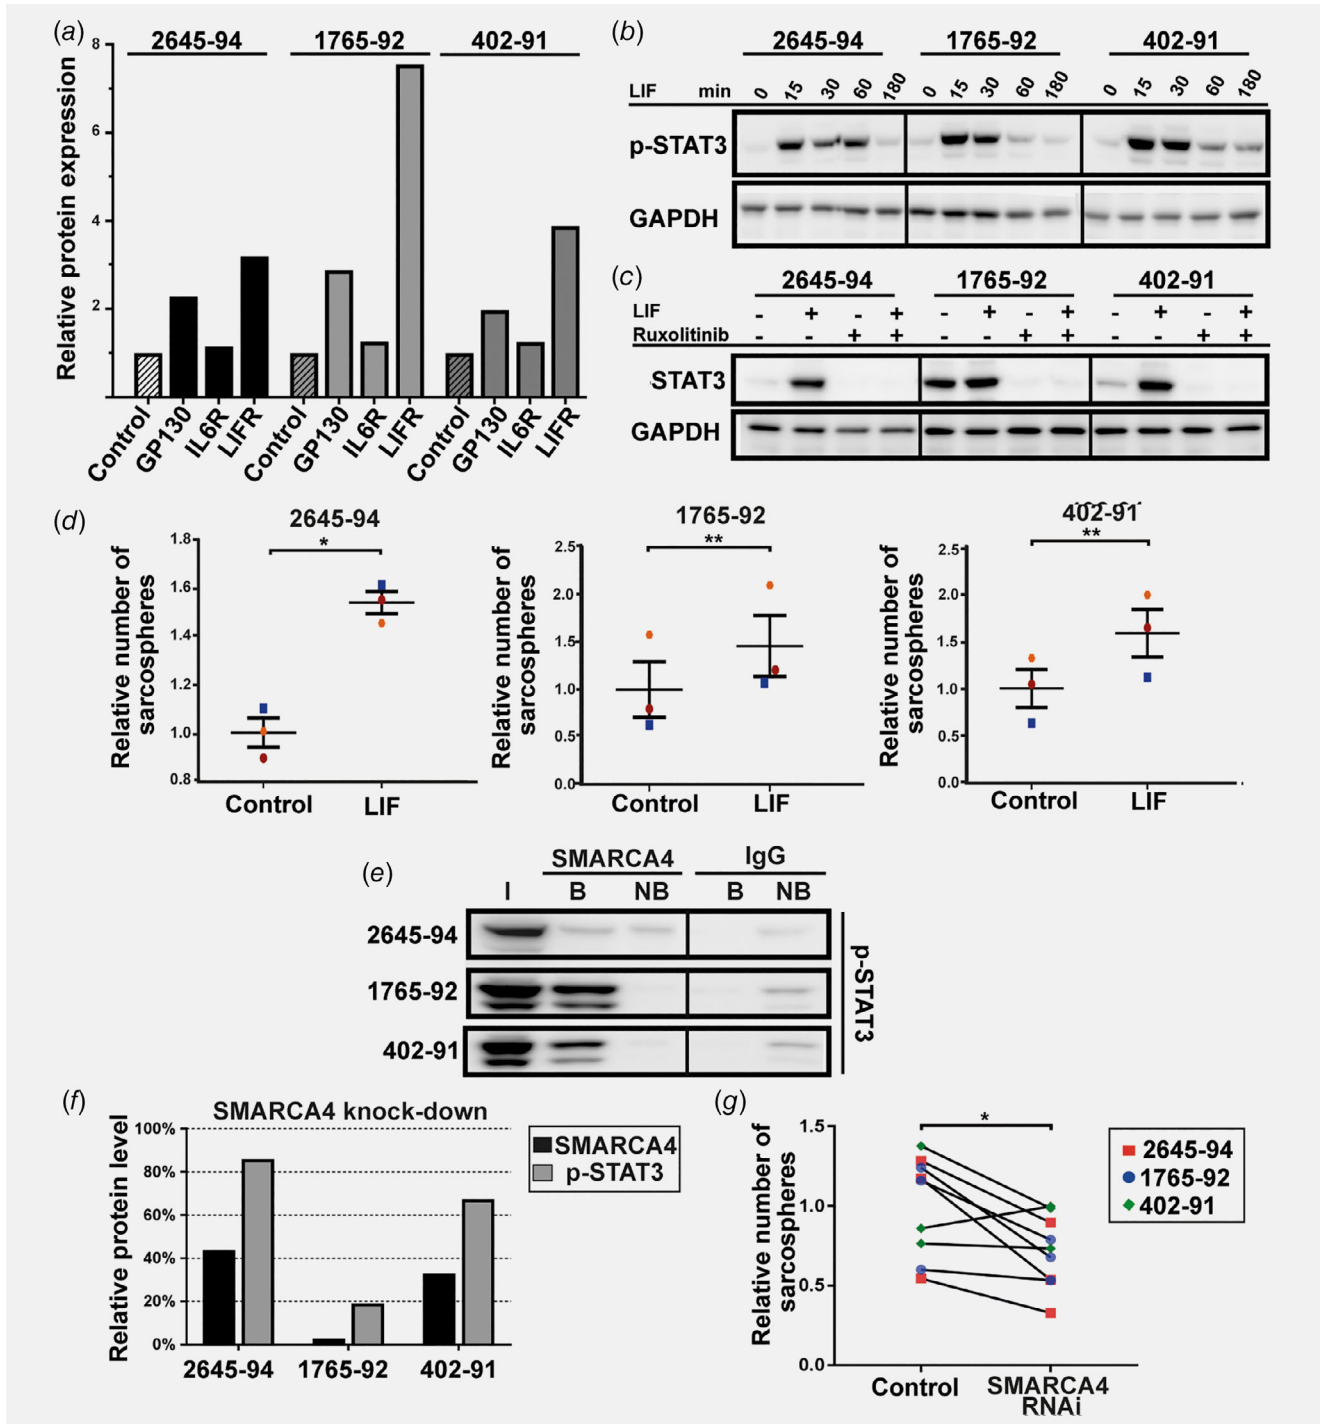 (a)
2645-94 1765-92 402-91
Relative protein expression
8
6
4
2
Control GP130 IL6R LIFR Control GP130 IL6R LIFR Control GP130 IL6R LIFR
(b)
2645-94 1765-92 402-91
LIF min 0 15 30 60 180 0 15 30 60 180 0 15 30 60 180
p-STAT3
GAPDH
(c)
2645-94 1765-92 402-91
LIF - + - + - + - + - + - +
Ruxolitinib - - + + - - + + - - + +
STAT3
GAPDH
(d)
2645-94
*
Relative number of
sarcospheres
1.8
1.6
1.4
1.2
1.0
0.8
Control LIF
1765-92
**
Relative number of
sarcospheres
2.5
2.0
1.5
1.0
0.5
0.0
Control LIF
402-91
**
Relative number of
sarcospheres
2.5
2.0
1.5
1.0
0.5
0.0
Control LIF
(e)
SMARCA4 IgG
I B NB B NB
2645-94
1765-92
402-91
p-STAT3
(f)
SMARCA4 knock-down
Relative protein level
100%
80%
60%
40%
20%
0%
2645-94 1765-92 402-91
SMARCA4
p-STAT3
(g)
*
Relative number of
sarcospheres
1.5
1.0
0.5
0.0
Control SMARCA4
RNAi
2645-94
1765-92
402-91